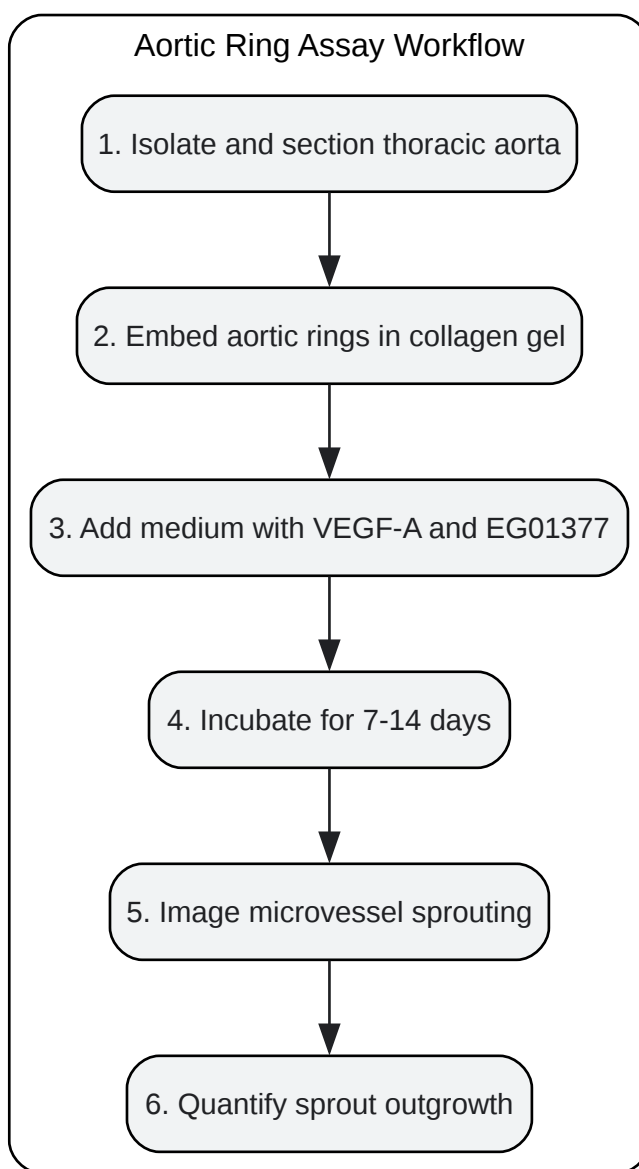 Aortic Ring Assay Workflow
1. Isolate and section thoracic aorta
2. Embed aortic rings in collagen gel
3. Add medium with VEGF-A and EG01377
4. Incubate for 7-14 days
5. Image microvessel sprouting
6. Quantify sprout outgrowth